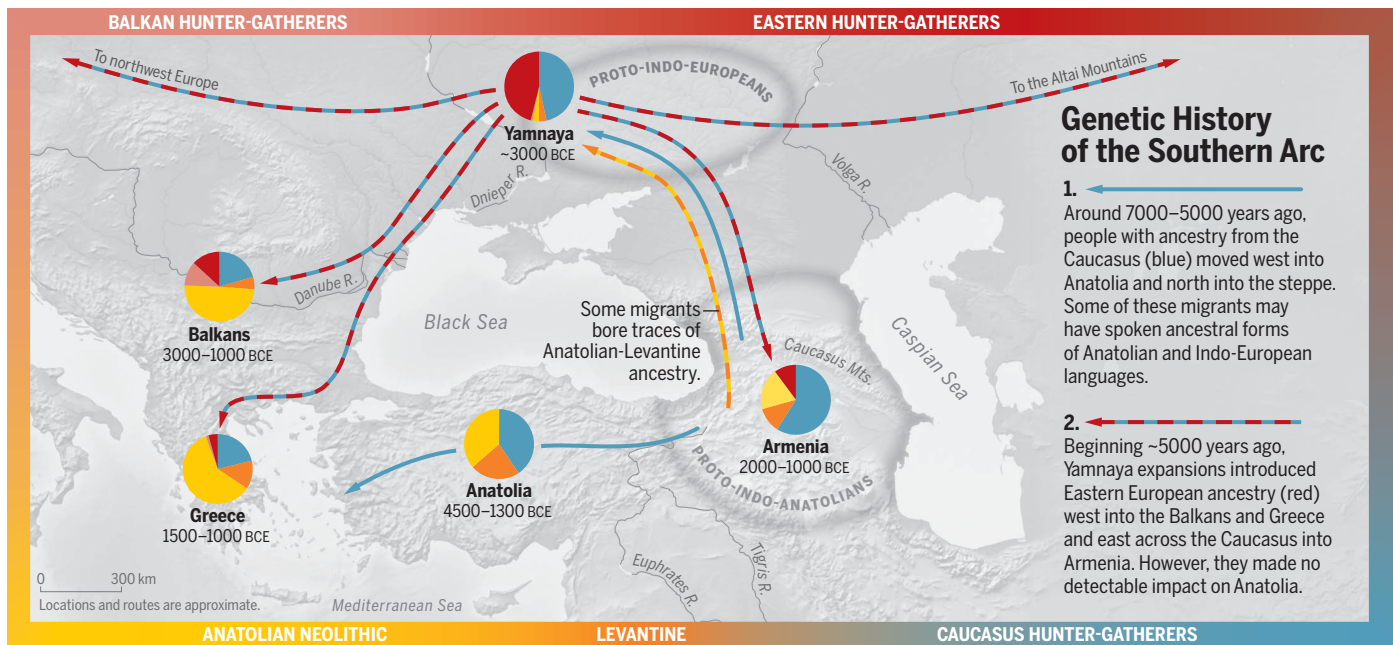 BALKAN HUNTER-GATHERERS
EASTERN HUNTER-GATHERERS
To northwest Europe
PROTO-INDO-EUROPEANS
To the Altai Mountains
Yamnaya
~3000 BCE
Dnieper R.
Volga R.
Genetic History
of the Southern Arc
1.
Around 7000–5000 years ago,
people with ancestry from the
Caucasus (blue) moved west into
Anatolia and north into the steppe.
Some of these migrants may
have spoken ancestral forms
of Anatolian and Indo-European
languages.
2.
Beginning ~5000 years ago,
Yamnaya expansions introduced
Eastern European ancestry (red)
west into the Balkans and Greece
and east across the Caucasus into
Armenia. However, they made no
detectable impact on Anatolia.
Danube R.
Balkans
3000–1000 BCE
Black Sea
Some migrants
bore traces of
Anatolian-Levantine
ancestry.
Caucasus Mts.
Caspian Sea
Armenia
2000–1000 BCE
PROTO-INDO-ANATOLIANS
Anatolia
4500–1300 BCE
Greece
1500–1000 BCE
Euphrates R.
Tigris R.
0 300 km
Locations and routes are approximate.
Mediterranean Sea
ANATOLIAN NEOLITHIC
LEVANTINE
CAUCASUS HUNTER-GATHERERS